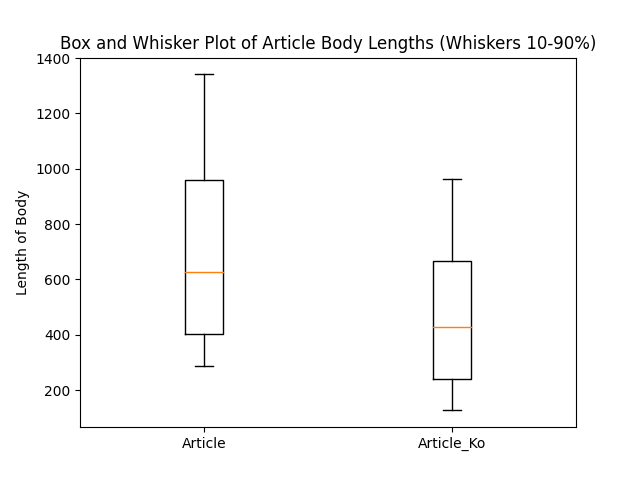 Box and Whisker Plot of Article Body Lengths (Whiskers 10-90%)
1400
1200
1000
800
600
400
200
Length of Body
Article
Article_Ko